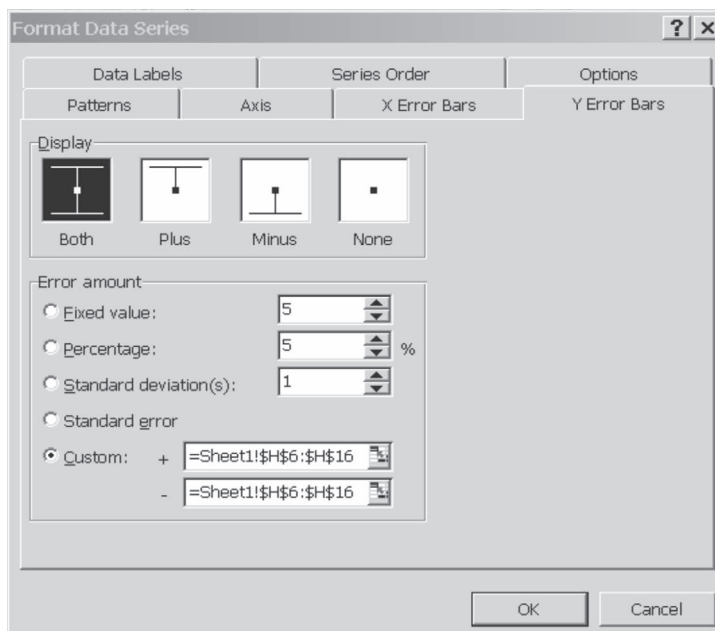 Format Data Series ? ×
Data Labels Series Order Options
Patterns Axis X Error Bars Y Error Bars
Display
Both Plus Minus None
Error amount
Fixed value: 5
Percentage: 5 %
Standard deviation(s): 1
Standard error
Custom: + =Sheet1!$H$6:$H$16
- =Sheet1!$H$6:$H$16
OK Cancel